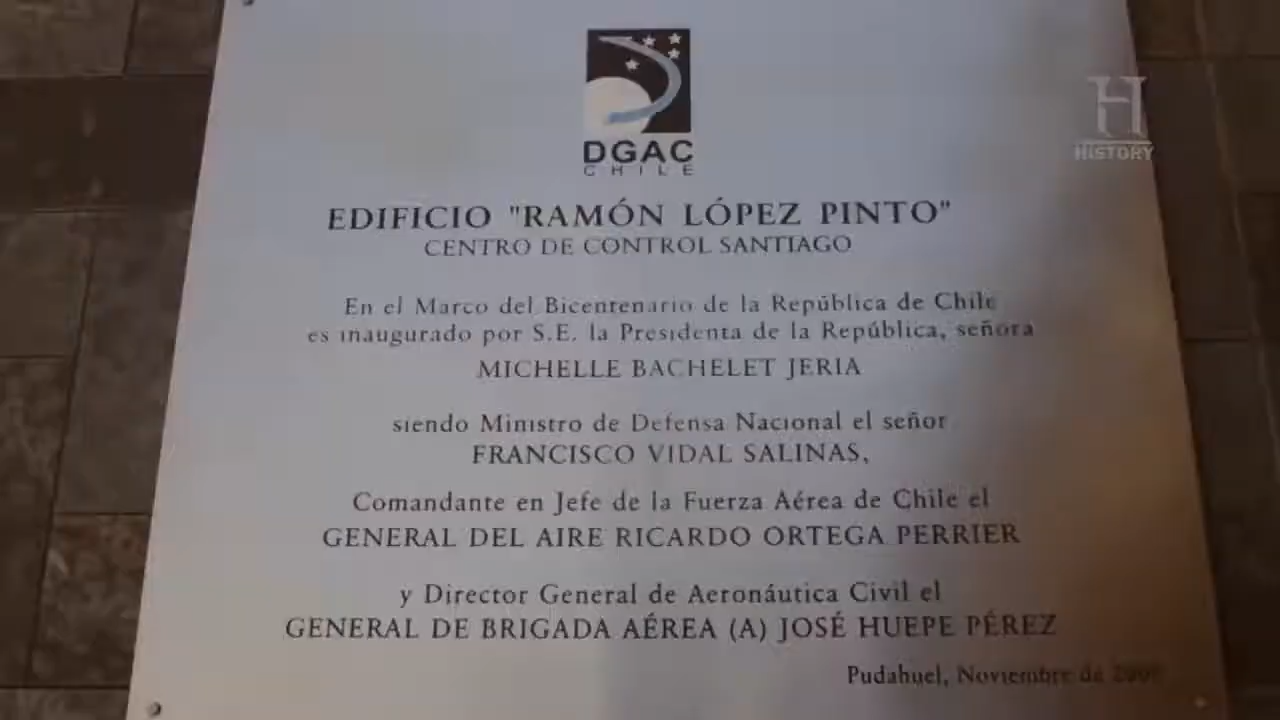 DGAC
CHILE
HISTORY
EDIFICIO "RAMÓN LÓPEZ PINTO"
CENTRO DE CONTROL SANTIAGO
En el Marco del Bicentenario de la República de Chile
es inaugurado por S.E. la Presidenta de la República, señora
MICHELLE BACHELET JERIA
siendo Ministro de Defensa Nacional el señor
FRANCISCO VIDAL SALINAS,
Comandante en Jefe de la Fuerza Aérea de Chile el
GENERAL DEL AIRE RICARDO ORTEGA PERRIER
y Director General de Aeronáutica Civil el
GENERAL DE BRIGADA AÉREA (A) JOSÉ HUEPE PÉREZ
Pudahuel, Noviembre de